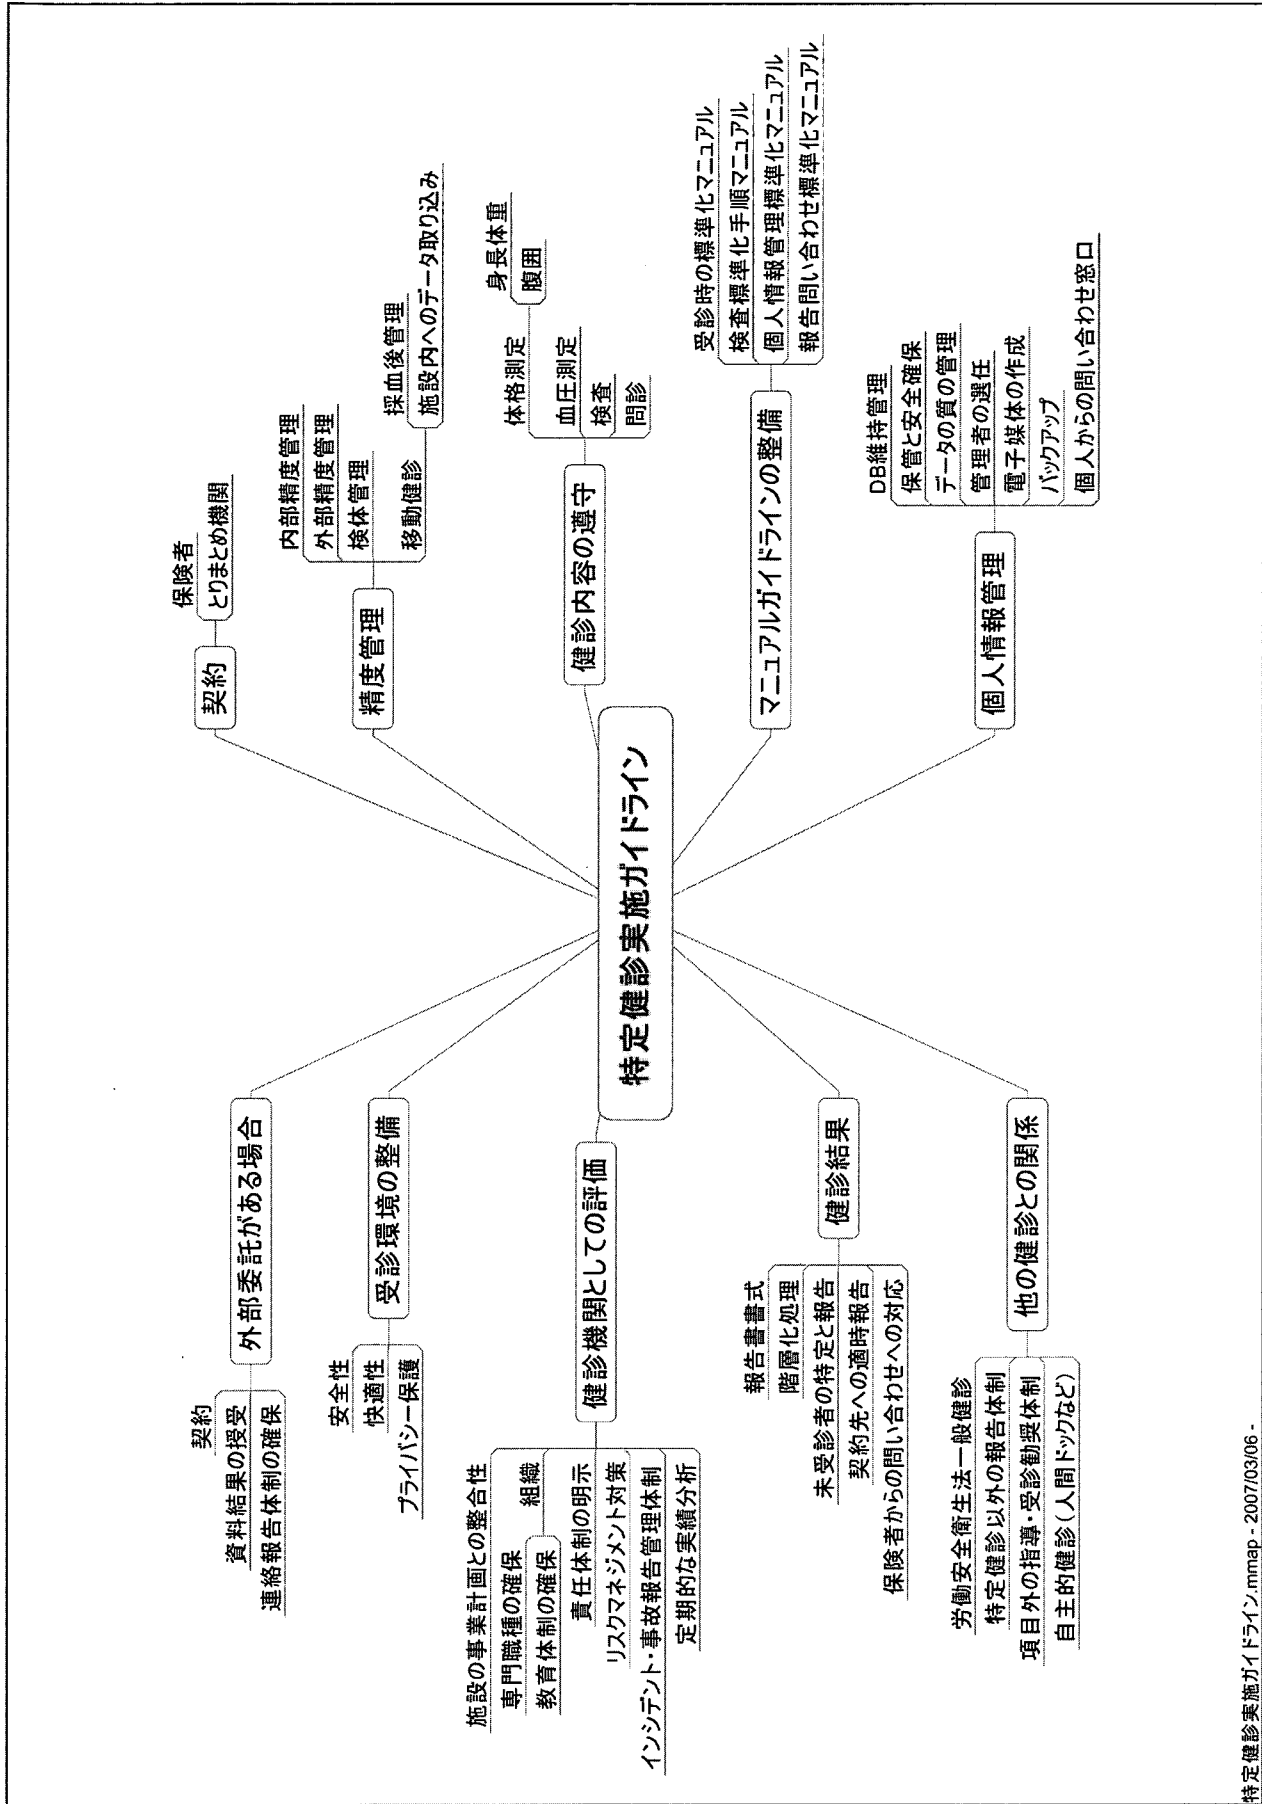 特定健診実施ガイドライン
契約
保険者
とりまとめ機関
精度管理
内部精度管理
外部精度管理
検体管理
移動健診
採血後管理
施設内へのデータ取り込み
健診内容の遵守
体格測定
身長体重
腹囲
血圧測定
検査
問診
マニュアルガイドラインの整備
受診時の標準化マニュアル
検査標準化手順マニュアル
個人情報管理標準化マニュアル
報告問い合わせ標準化マニュアル
個人情報管理
DB維持管理
保管と安全確保
データの質の管理
管理者の選任
電子媒体の作成
バックアップ
個人からの問い合わせ窓口
外部委託がある場合
契約
資料結果の授受
連絡報告体制の確保
受診環境の整備
安全性
快適性
プライバシー保護
健診機関としての評価
施設の事業計画との整合性
組織
専門職種の確保
教育体制の確保
責任体制の明示
リスクマネジメント対策
インシデント・事故報告管理体制
定期的な実績分析
健診結果
報告書書式
階層化処理
未受診者の特定と報告
契約先への適時報告
保険者からの問い合わせへの対応
他の健診との関係
労働安全衛生法一般健診
特定健診以外の報告体制
項目外の指導・受診勧奨体制
自主的健診(人間ドックなど)
特定健診実施ガイドライン.mmap - 2007/03/06 -